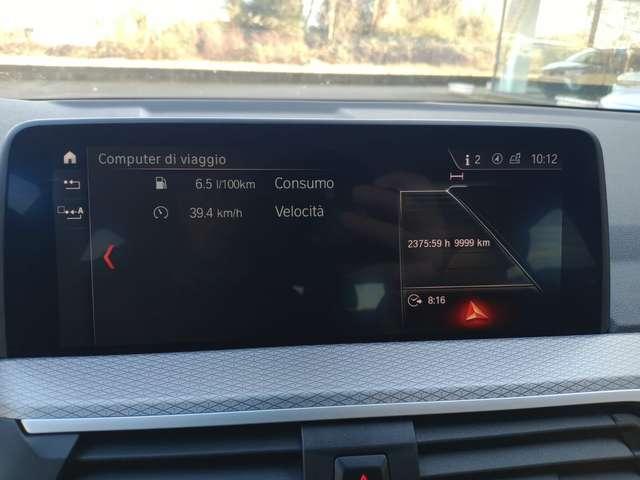 Computer di viaggio
i 2 10:12
6.5 l/100km Consumo
39.4 km/h Velocità
2375:59 h 9999 km
8:16
A